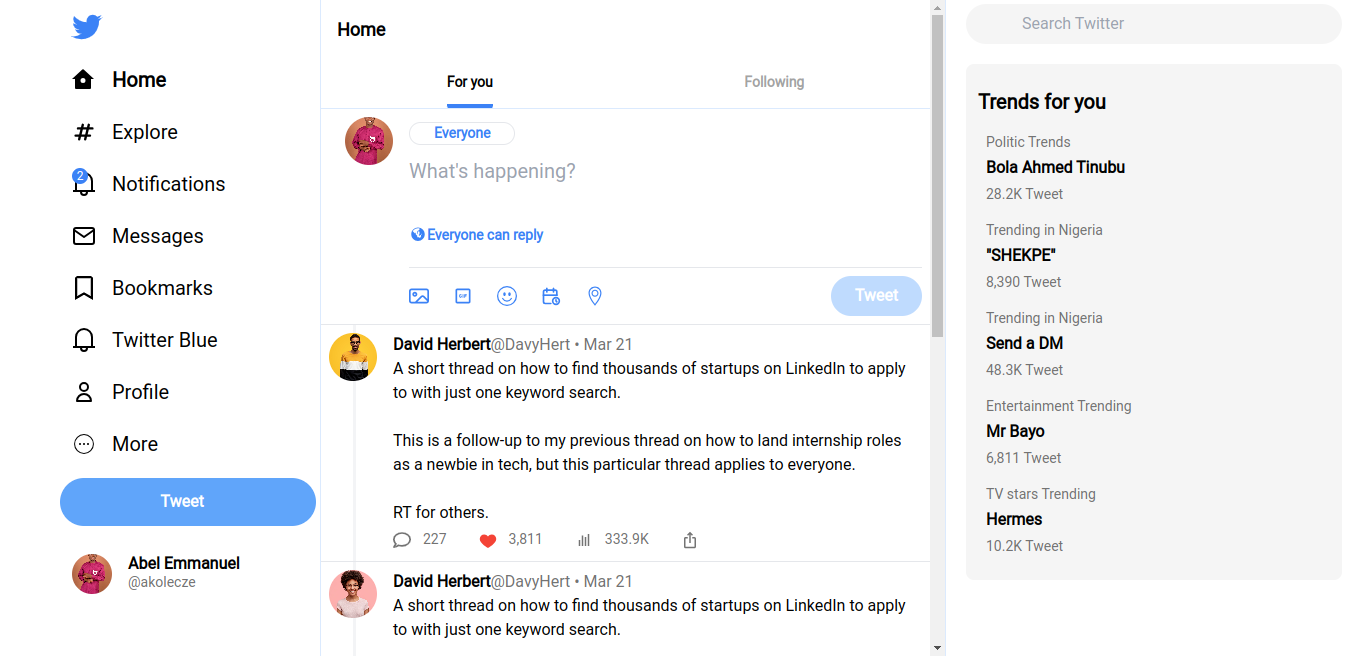 Home
Explore
2
Notifications
Messages
Bookmarks
Twitter Blue
Profile
More
Tweet
Abel Emmanuel
@akolecze
Home
For you
Following
Everyone
What's happening?
Everyone can reply
GIF
Tweet
David Herbert@DavyHert • Mar 21
A short thread on how to find thousands of startups on LinkedIn to apply
to with just one keyword search.
This is a follow-up to my previous thread on how to land internship roles
as a newbie in tech, but this particular thread applies to everyone.
RT for others.
227 3,811 333.9K
David Herbert@DavyHert • Mar 21
A short thread on how to find thousands of startups on LinkedIn to apply
to with just one keyword search.
Search Twitter
Trends for you
Politic Trends
Bola Ahmed Tinubu
28.2K Tweet
Trending in Nigeria
"SHEKPE"
8,390 Tweet
Trending in Nigeria
Send a DM
48.3K Tweet
Entertainment Trending
Mr Bayo
6,811 Tweet
TV stars Trending
Hermes
10.2K Tweet